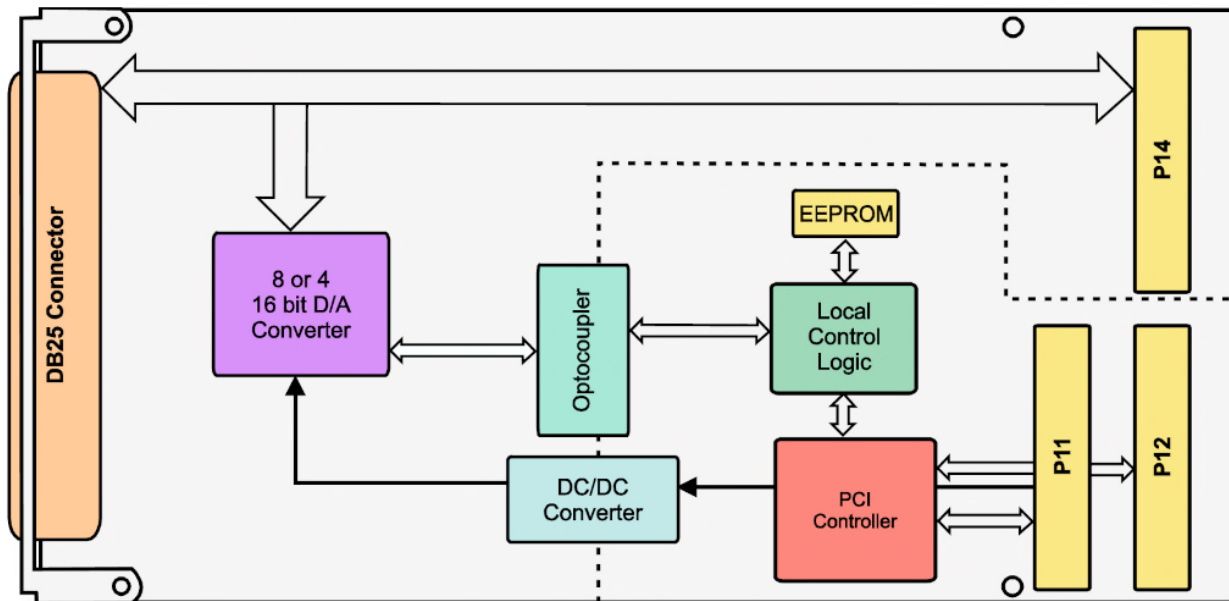 P14
DB25 Connector
EEPROM
8 or 4
16 bit D/A
Converter
Optocoupler
Local
Control
Logic
P11
P12
DC/DC
Converter
PCI
Controller